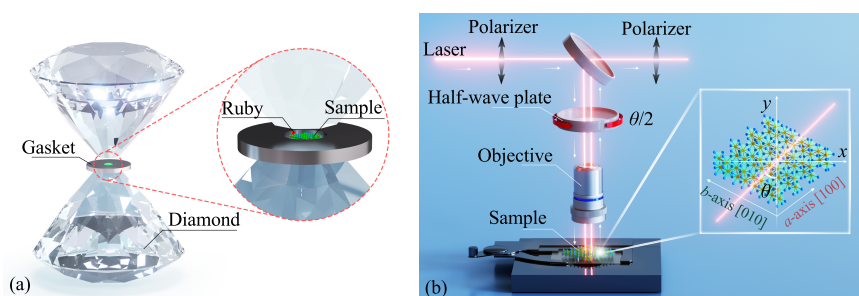 Ruby
Sample
Gasket
Diamond
(a)
Polarizer
Polarizer
Laser
Half-wave plate
θ/2
Objective
Sample
y
x
θ
b-axis [010]
a-axis [100]
(b)